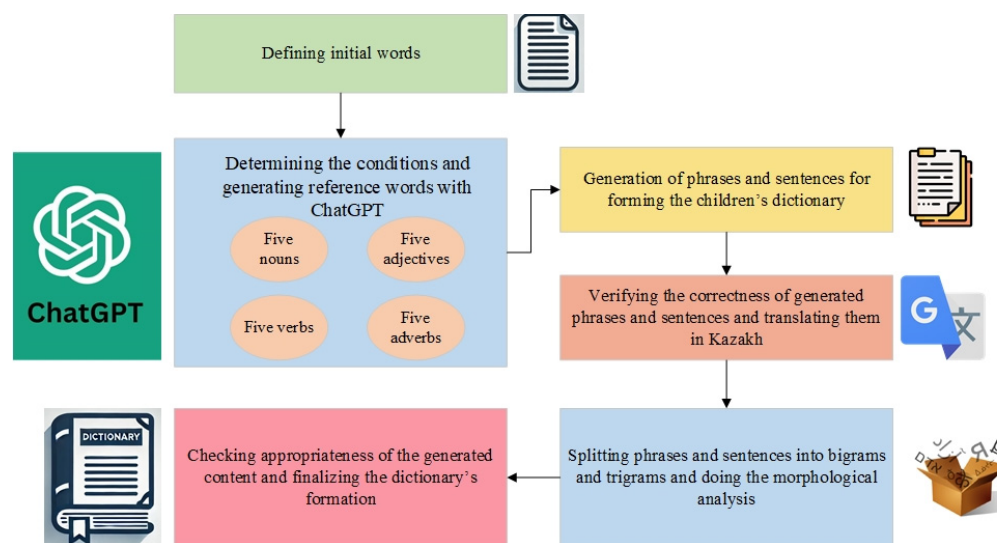 Defining initial words
ChatGPT
Determining the conditions and
generating reference words with
ChatGPT
Five
nouns
Five
adjectives
Five verbs
Five
adverbs
Generation of phrases and sentences for
forming the children's dictionary
Verifying the correctness of generated
phrases and sentences and translating them
in Kazakh
G
文
Splitting phrases and sentences into bigrams
and trigrams and doing the morphological
analysis
Checking appropriateness of the generated
content and finalizing the dictionary's
formation
DICTIONARY